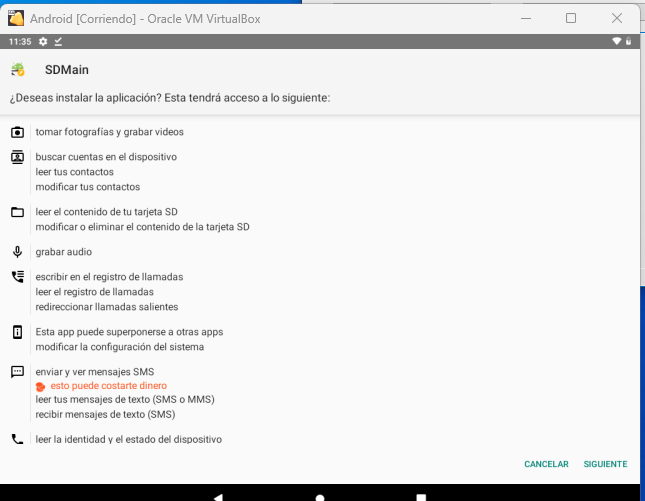 Android [Corriendo] - Oracle VM VirtualBox
11:35
SDMain
¿Deseas instalar la aplicación? Esta tendrá acceso a lo siguiente:
tomar fotografías y grabar videos
buscar cuentas en el dispositivo
leer tus contactos
modificar tus contactos
leer el contenido de tu tarjeta SD
modificar o eliminar el contenido de la tarjeta SD
grabar audio
escribir en el registro de llamadas
leer el registro de llamadas
redireccionar llamadas salientes
Esta app puede superponerse a otras apps
modificar la configuración del sistema
enviar y ver mensajes SMS
esto puede costarte dinero
leer tus mensajes de texto (SMS o MMS)
recibir mensajes de texto (SMS)
leer la identidad y el estado del dispositivo
CANCELAR SIGUIENTE